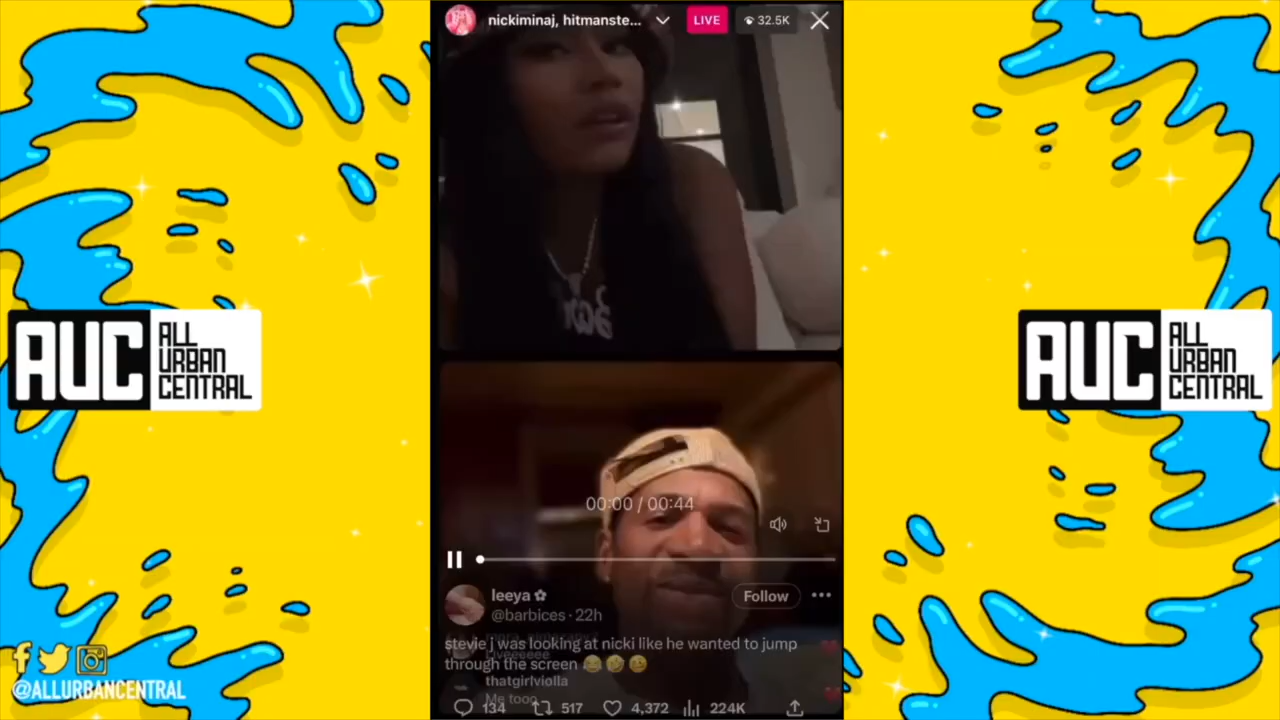 nickiminaj, hitmanste...
LIVE
32.5K
AUC
ALL
URBAN
CENTRAL
AUC
ALL
URBAN
CENTRAL
00:00 / 00:44
leeya
Follow
@barbices · 22h
stevie j was looking at nicki like he wanted to jump
through the screen 😂🤣🥴
thatgirlviolla
Me tooo
134
517
4,372
224K
@ALLURBANCENTRAL